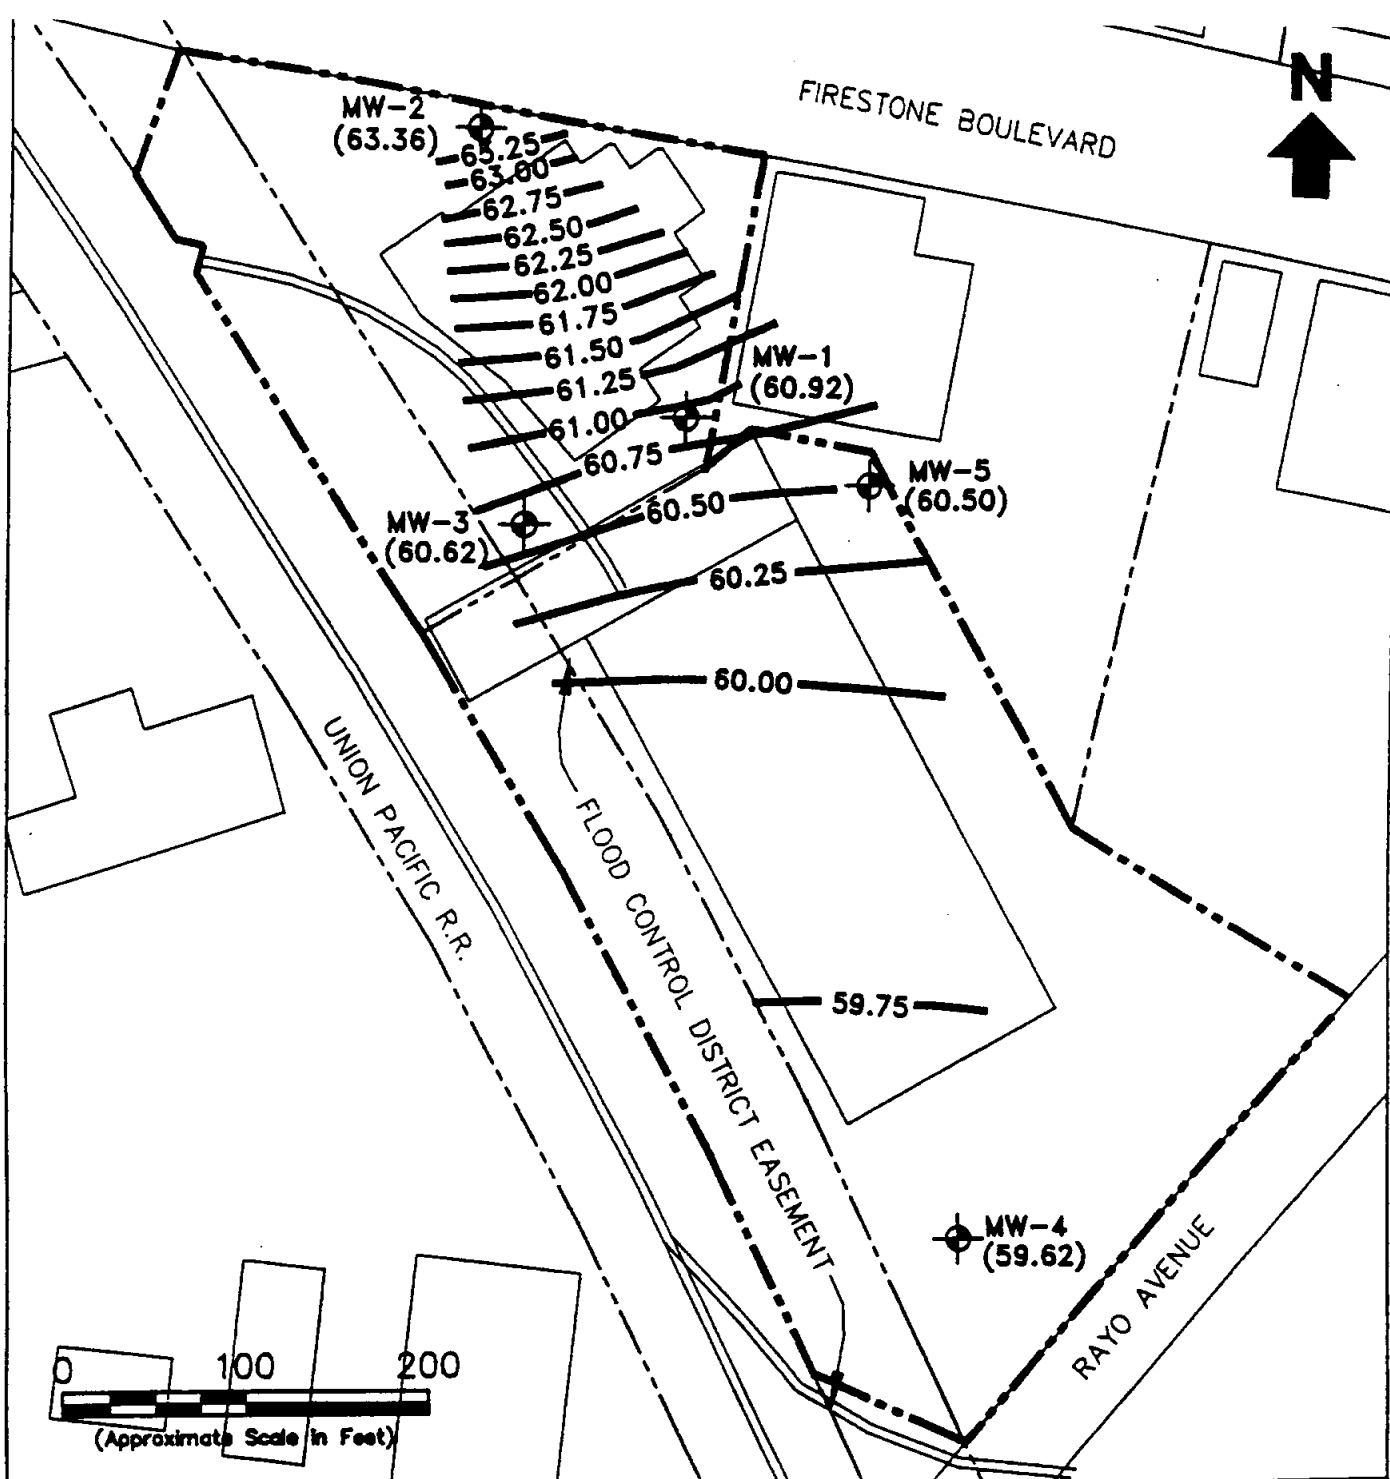 N
FIRESTONE BOULEVARD
MW-2
(63.36)
63.25
63.00
62.75
62.50
62.25
62.00
61.75
61.50
61.25
61.00
60.75
60.50
60.25
60.00
59.75
MW-1
(60.92)
MW-5
(60.50)
MW-3
(60.62)
UNION PACIFIC R.R.
FLOOD CONTROL DISTRICT EASEMENT
MW-4
(59.62)
RAYO AVENUE
0 100 200
(Approximate Scale in Feet)